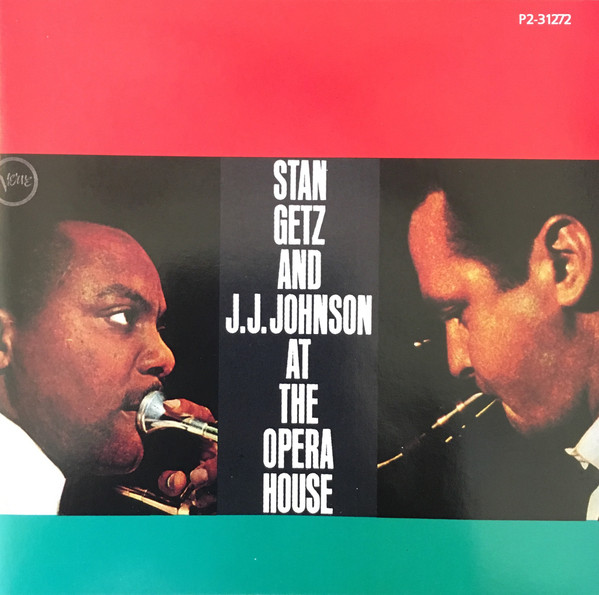 P2-31272
Verve
STAN
GETZ
AND
J.J. JOHNSON
AT
THE
OPERA
HOUSE